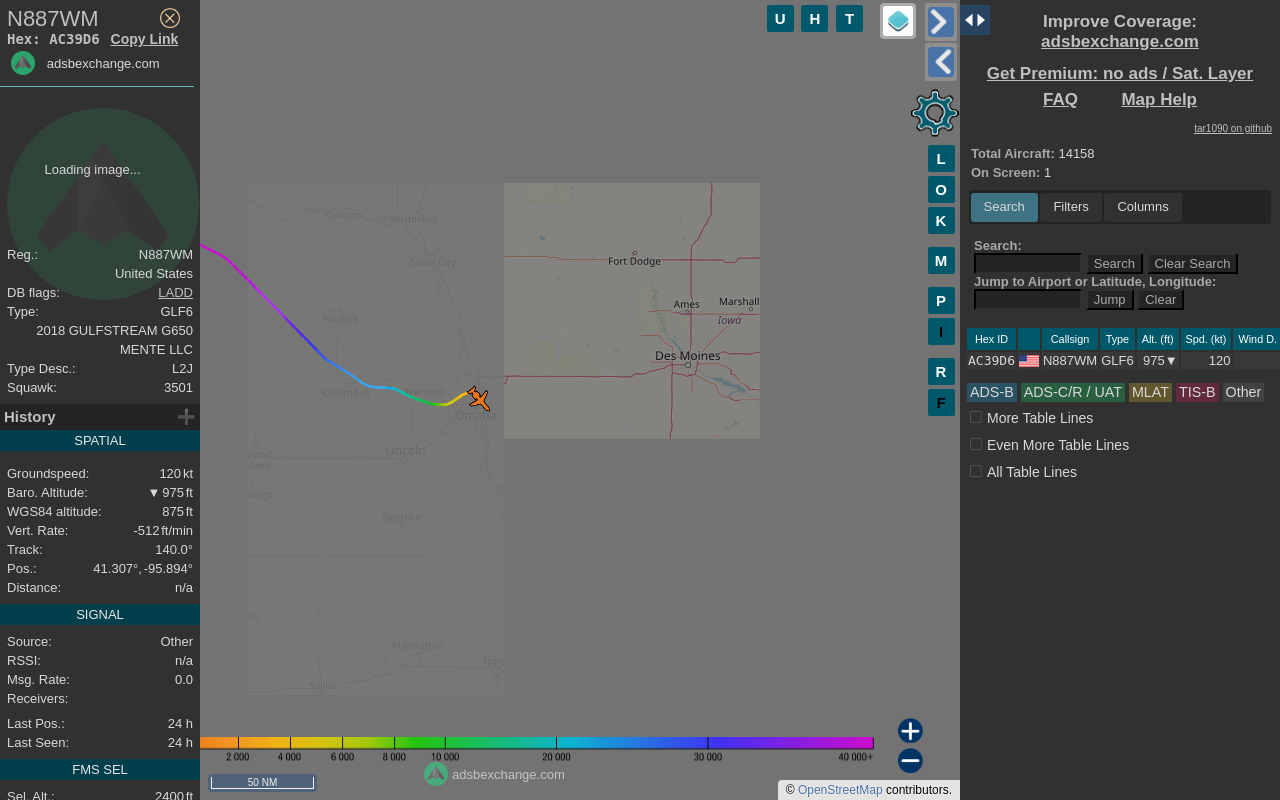 N887WM
Hex: AC39D6 Copy Link
adsbexchange.com
Loading image...
Reg.: N887WM
United States
DB flags: LADD
Type: GLF6
2018 GULFSTREAM G650
MENTE LLC
Type Desc.: L2J
Squawk: 3501
History
SPATIAL
Groundspeed: 120 kt
Baro. Altitude: ▼ 975 ft
WGS84 altitude: 875 ft
Vert. Rate: -512 ft/min
Track: 140.0°
Pos.: 41.307°, -95.894°
Distance: n/a
SIGNAL
Source: Other
RSSI: n/a
Msg. Rate: 0.0
Receivers:
Last Pos.: 24 h
Last Seen: 24 h
FMS SEL
Sel. Alt.: 2400 ft
U H T
L
O
K
M
P
I
R
F
Yankton
Vermillion
Sioux City
Norfolk
Columbus
Fremont
Omaha
Lincoln
Beatrice
Manhattan
Salina
Fort Dodge
Ames
Marshall
Iowa
Des Moines
2 000 4 000 6 000 8 000 10 000 20 000 30 000 40 000+
adsbexchange.com
50 NM
© OpenStreetMap contributors.
Improve Coverage:
adsbexchange.com
Get Premium: no ads / Sat. Layer
FAQ Map Help
tar1090 on github
Total Aircraft: 14158
On Screen: 1
Search Filters Columns
Search:
Search Clear Search
Jump to Airport or Latitude, Longitude:
Jump Clear
Hex ID Callsign Type Alt. (ft) Spd. (kt) Wind D.
AC39D6 N887WM GLF6 975▼ 120
ADS-B ADS-C/R / UAT MLAT TIS-B Other
More Table Lines
Even More Table Lines
All Table Lines